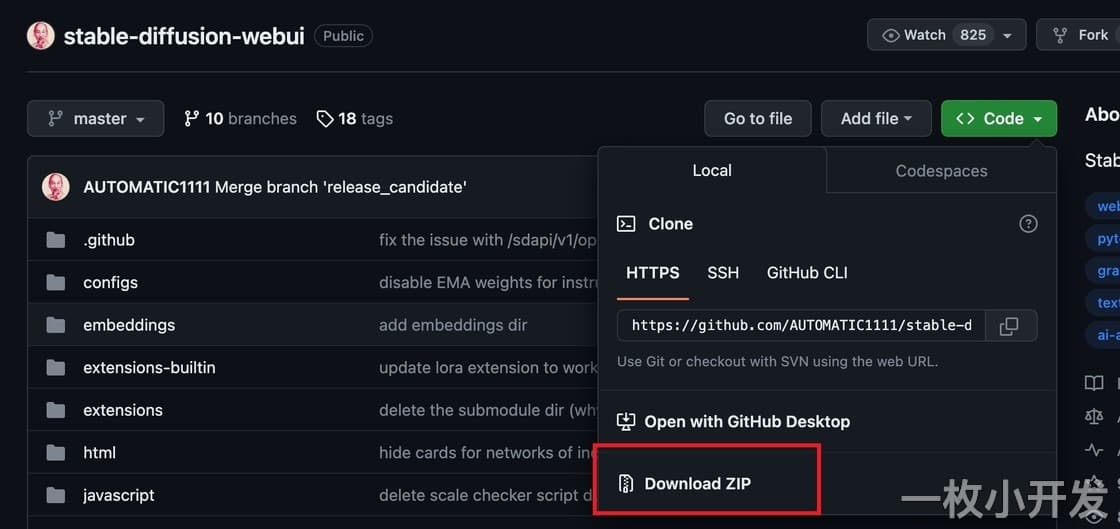 stable-diffusion-webui Public Watch 825 Fork
master 10 branches 18 tags Go to file Add file Code
Abo
Local Codespaces
Stab
AUTOMATIC1111 Merge branch 'release_candidate'
Clone
HTTPS SSH GitHub CLI
https://github.com/AUTOMATIC1111/stable-d
Use Git or checkout with SVN using the web URL.
Open with GitHub Desktop
Download ZIP
.github fix the issue with /sdapi/v1/op
configs disable EMA weights for instr
embeddings add embeddings dir
extensions-builtin update lora extension to work
extensions delete the submodule dir (wh
html hide cards for networks of in
javascript delete scale checker script d
web
pyt
gra
text
ai-a
一枚小开发